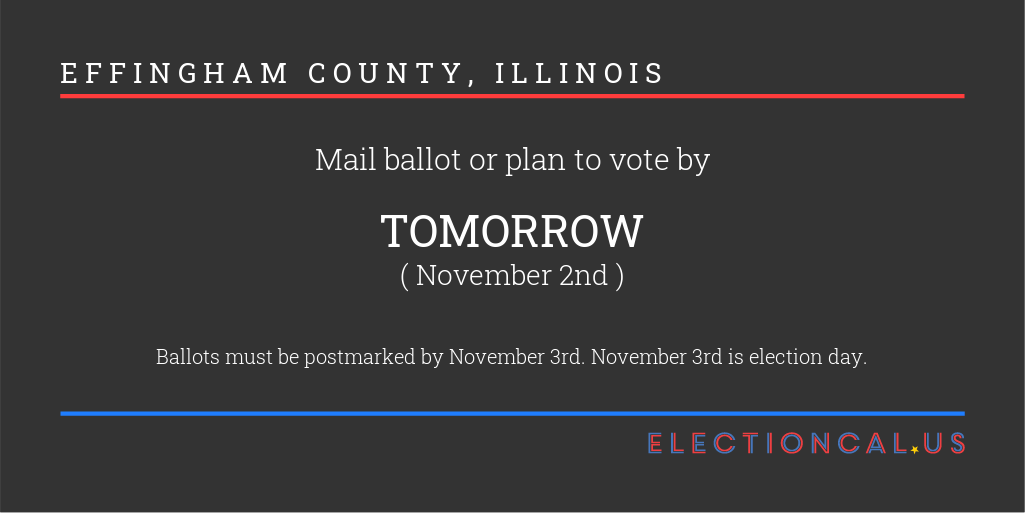 EFFINGHAM COUNTY, ILLINOIS
Mail ballot or plan to vote by
TOMORROW
( November 2nd )
Ballots must be postmarked by November 3rd. November 3rd is election day.
ELECTIONCAL★US